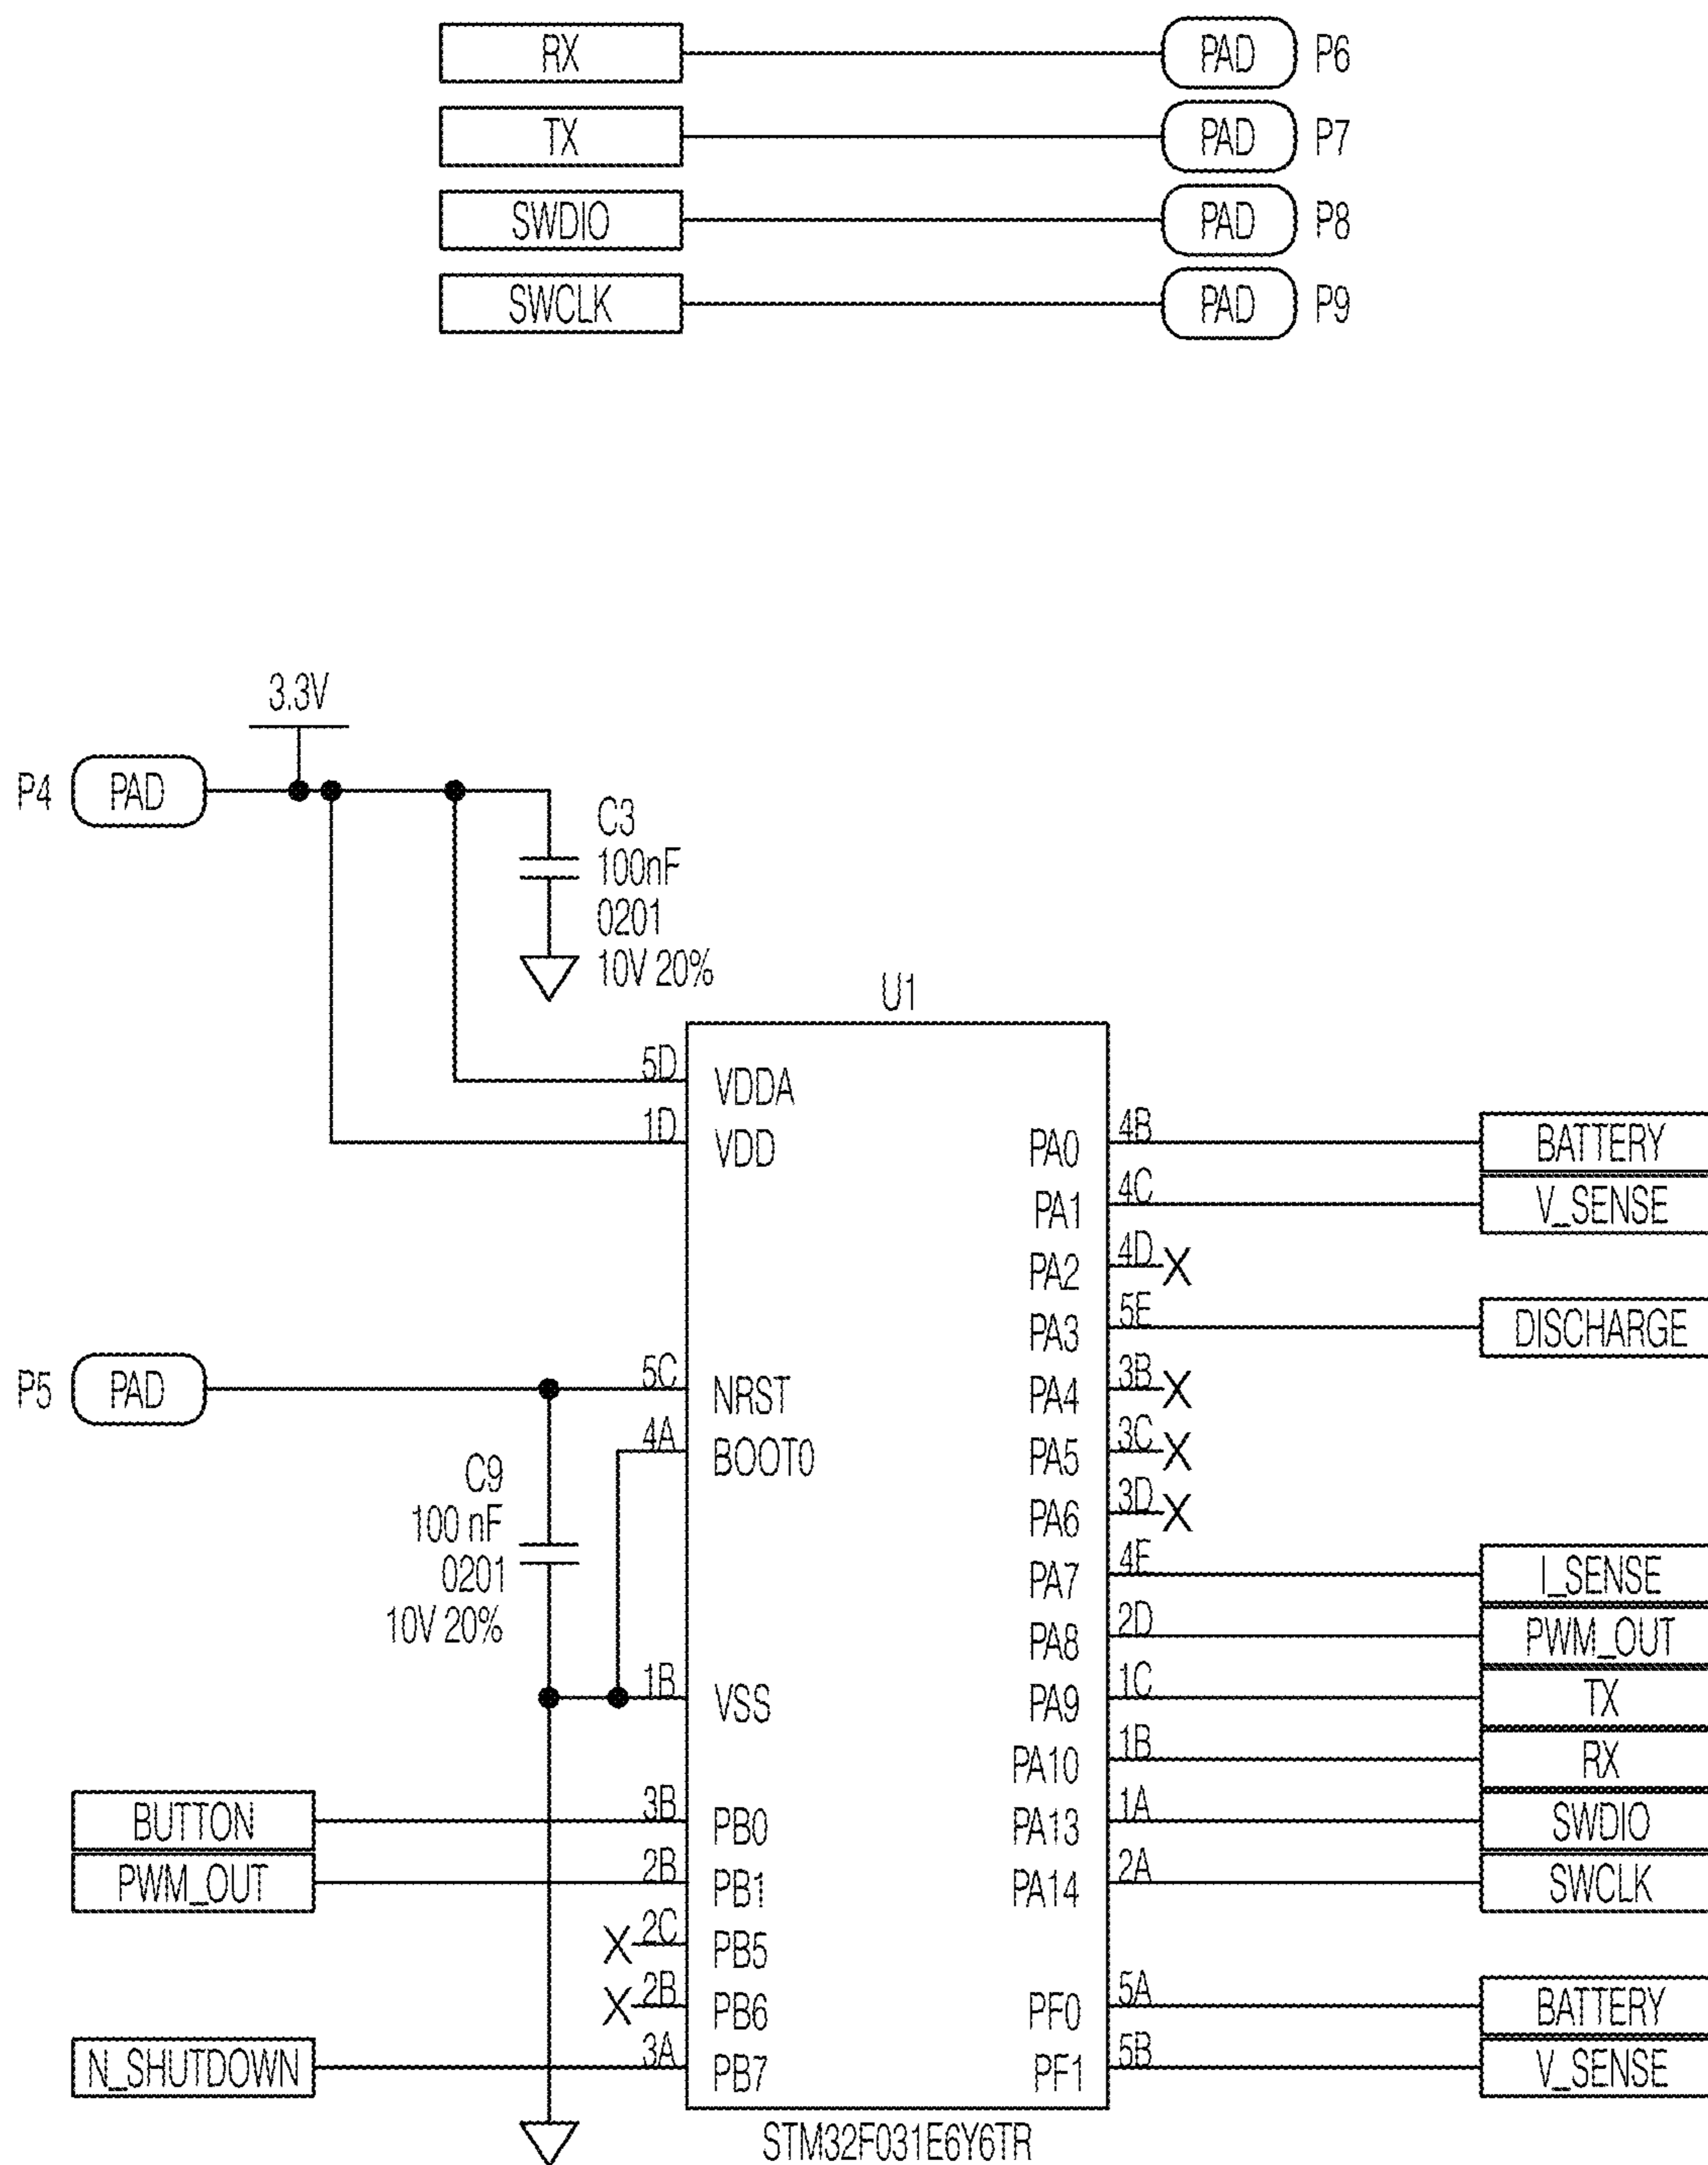 RX PAD P6
TX PAD P7
SWDIO PAD P8
SWCLK PAD P9
3.3V
P4 PAD
C3
100nF
0201
10V 20%
U1
5D VDDA
1D VDD
PA0 4B BATTERY
PA1 4C V_SENSE
PA2 4D X
PA3 5E DISCHARGE
P5 PAD 5C NRST
PA4 3B X
4A BOOT0
PA5 3C X
C9
100 nF
0201
10V 20%
PA6 3D X
PA7 4E I_SENSE
PA8 2D PWM_OUT
1B VSS
PA9 1C TX
PA10 1B RX
BUTTON 3B PB0
PA13 1A SWDIO
PWM_OUT 2B PB1
PA14 2A SWCLK
X 2C PB5
X 2B PB6
PF0 5A BATTERY
N_SHUTDOWN 3A PB7
PF1 5B V_SENSE
STM32F031E6Y6TR